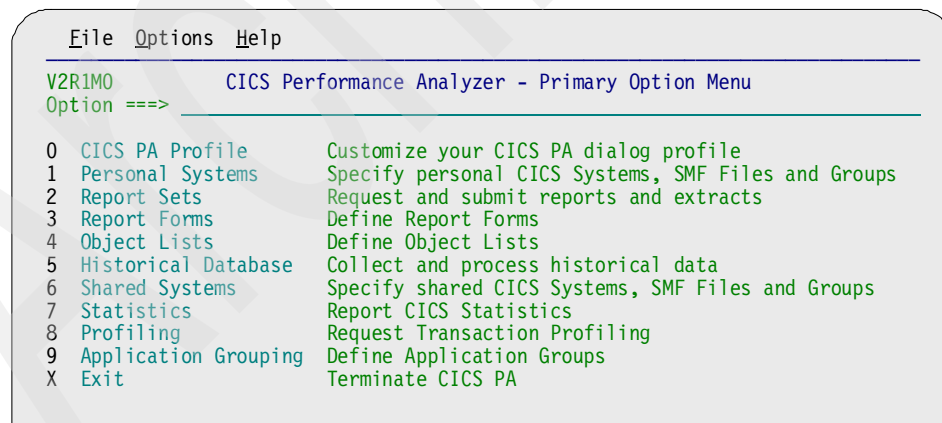 File Options Help
V2R1M0 CICS Performance Analyzer - Primary Option Menu
Option ===>
0 CICS PA Profile Customize your CICS PA dialog profile
1 Personal Systems Specify personal CICS Systems, SMF Files and Groups
2 Report Sets Request and submit reports and extracts
3 Report Forms Define Report Forms
4 Object Lists Define Object Lists
5 Historical Database Collect and process historical data
6 Shared Systems Specify shared CICS Systems, SMF Files and Groups
7 Statistics Report CICS Statistics
8 Profiling Request Transaction Profiling
9 Application Grouping Define Application Groups
X Exit Terminate CICS PA